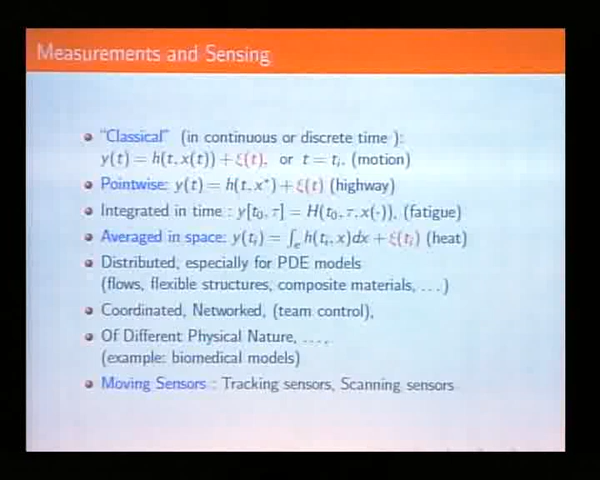 Measurements and Sensing
"Classical" (in continuous or discrete time ):
y(t) = h(t, x(t)) + ξ(t), or t = tᵢ. (motion)
Pointwise: y(t) = h(t, x*) + ξ(t) (highway)
Integrated in time : y[t₀, τ] = H(t₀, τ, x(·)), (fatigue)
Averaged in space: y(tᵢ) = ∫ₑ h(tᵢ, x)dx + ξ(tᵢ) (heat)
Distributed, especially for PDE models
(flows, flexible structures, composite materials, ...)
Coordinated, Networked, (team control),
Of Different Physical Nature, ....,
(example: biomedical models)
Moving Sensors : Tracking sensors, Scanning sensors